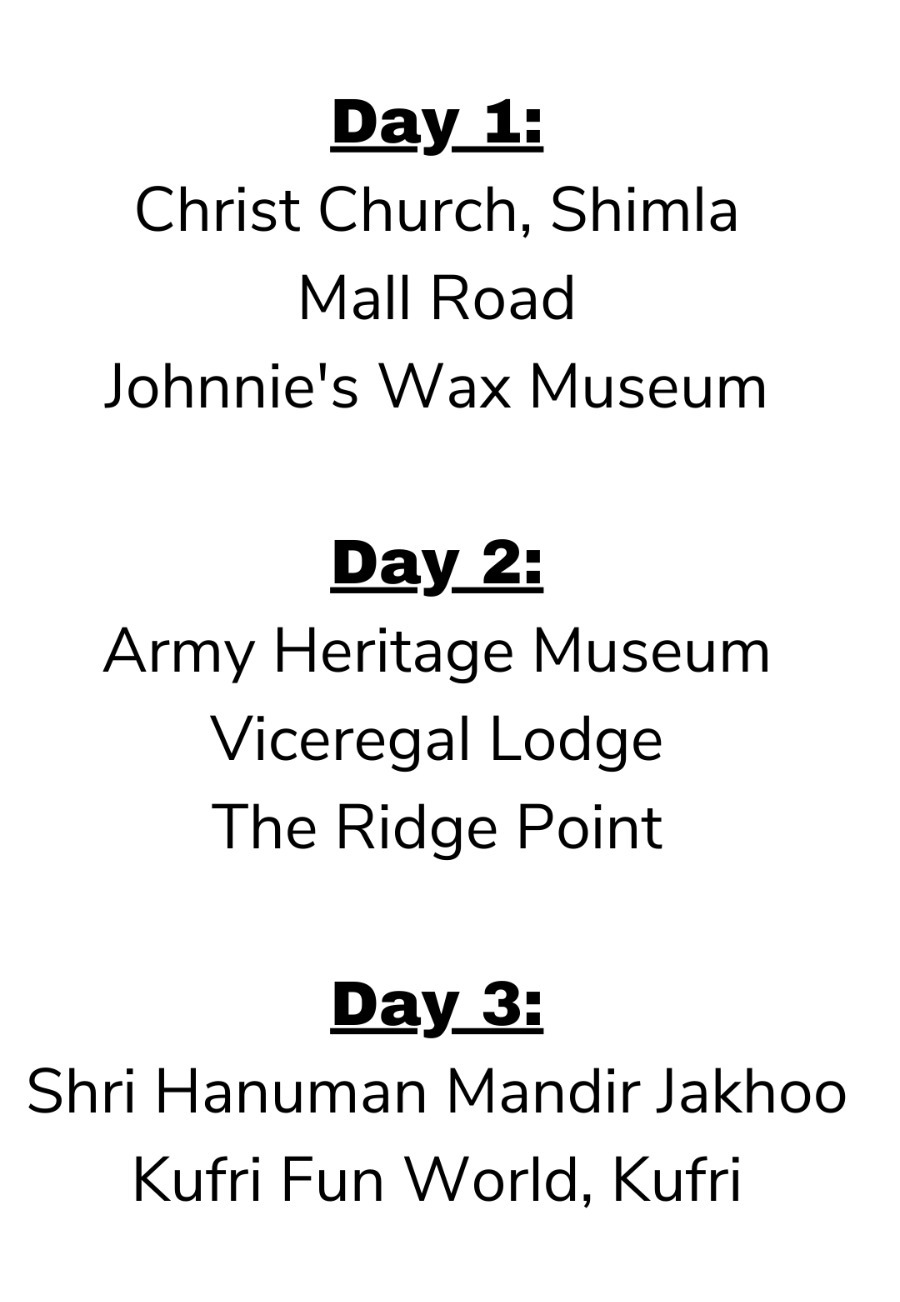 Day 1:
Christ Church, Shimla
Mall Road
Johnnie's Wax Museum
Day 2:
Army Heritage Museum
Viceregal Lodge
The Ridge Point
Day 3:
Shri Hanuman Mandir Jakhoo
Kufri Fun World, Kufri